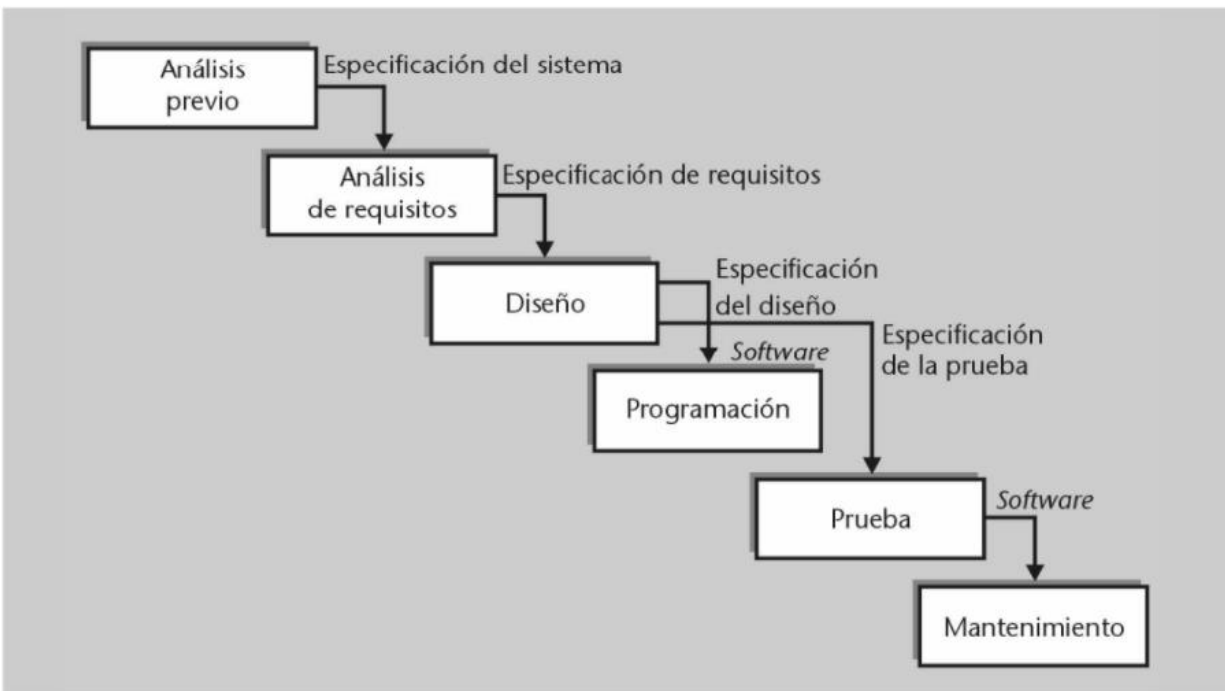 Análisis
previo
Especificación del sistema
Análisis
de requisitos
Especificación de requisitos
Diseño
Especificación
del diseño
Especificación
de la prueba
Software
Programación
Prueba
Software
Mantenimiento